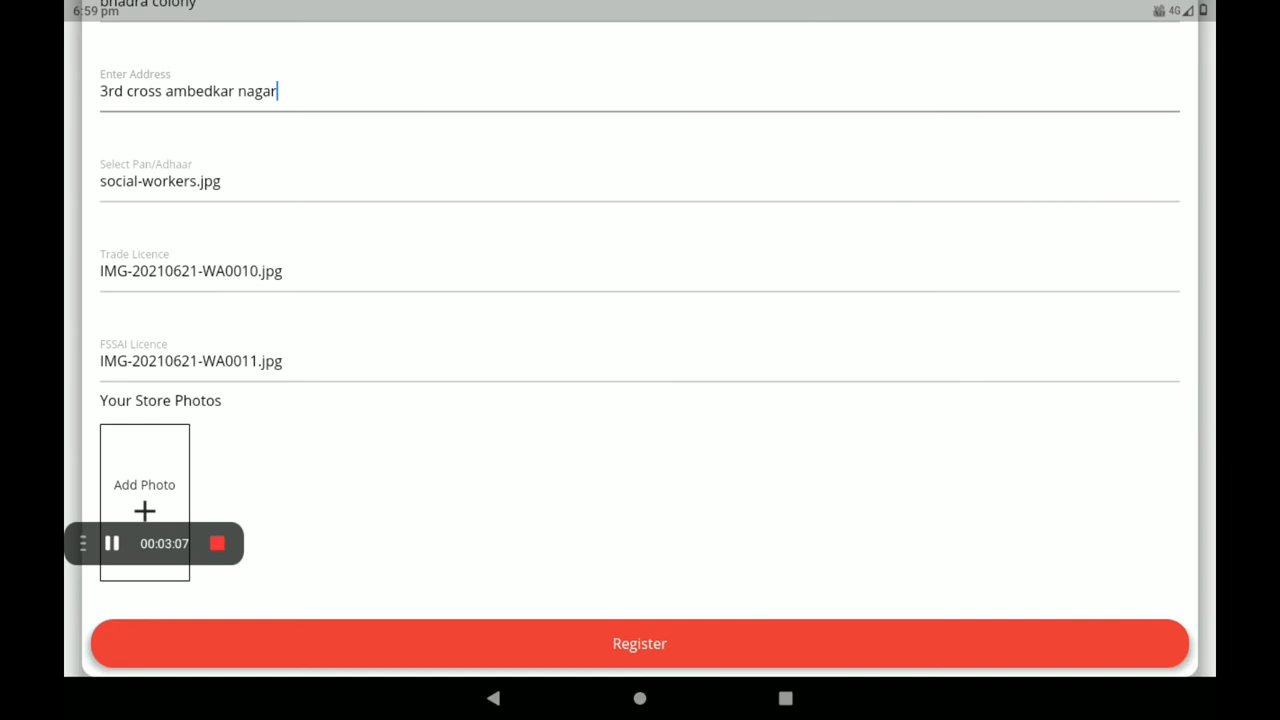 bhadra colony
6:59 pm
4G
Enter Address
3rd cross ambedkar nagar
Select Pan/Adhaar
social-workers.jpg
Trade Licence
IMG-20210621-WA0010.jpg
FSSAI Licence
IMG-20210621-WA0011.jpg
Your Store Photos
Add Photo
00:03:07
Register